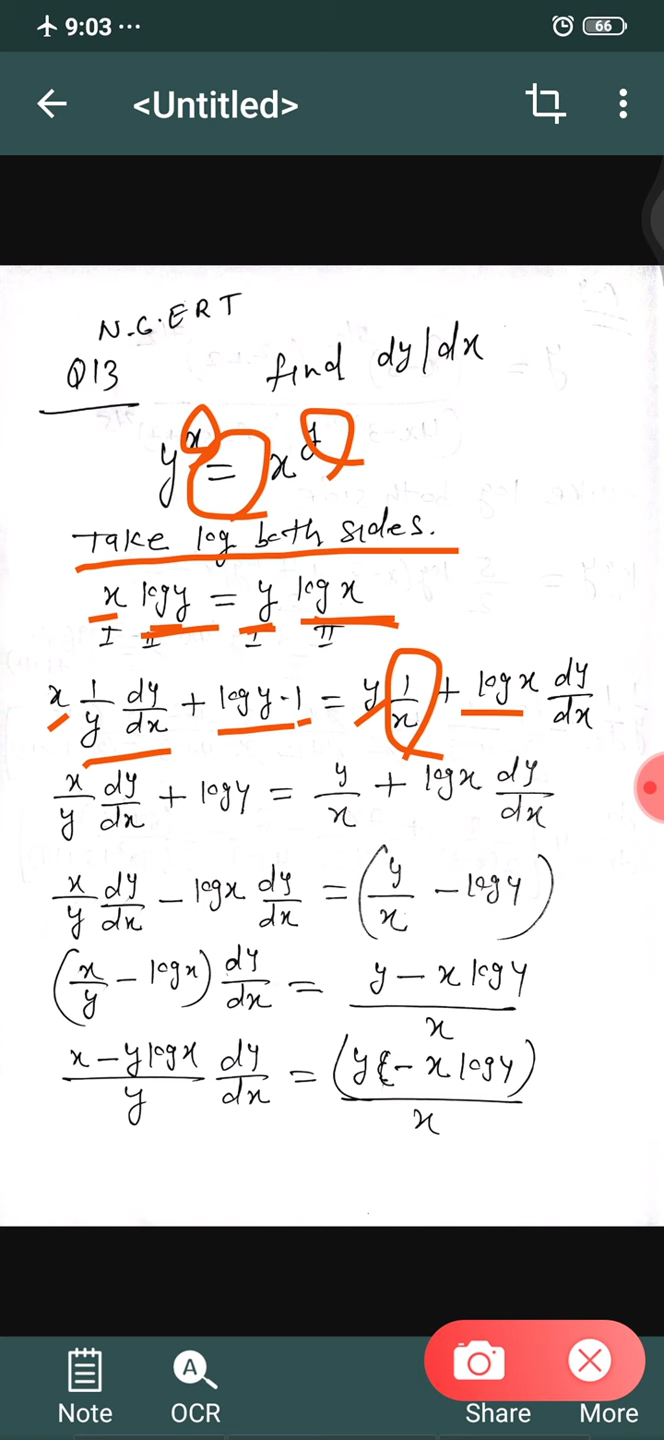 9:03 ... 66
<Untitled>
N.C.ERT
Q13 find dy/dx
y^x = x^y
Take log both sides.
x log y = y log x
I II I II
x 1/y dy/dx + log y · 1 = y 1/x + log x dy/dx
x/y dy/dx + log y = y/x + log x dy/dx
x/y dy/dx - log x dy/dx = (y/x - log y)
(x/y - log x) dy/dx = y - x log y / x
x - y log x / y dy/dx = (y - x log y) / x
Note OCR Share More